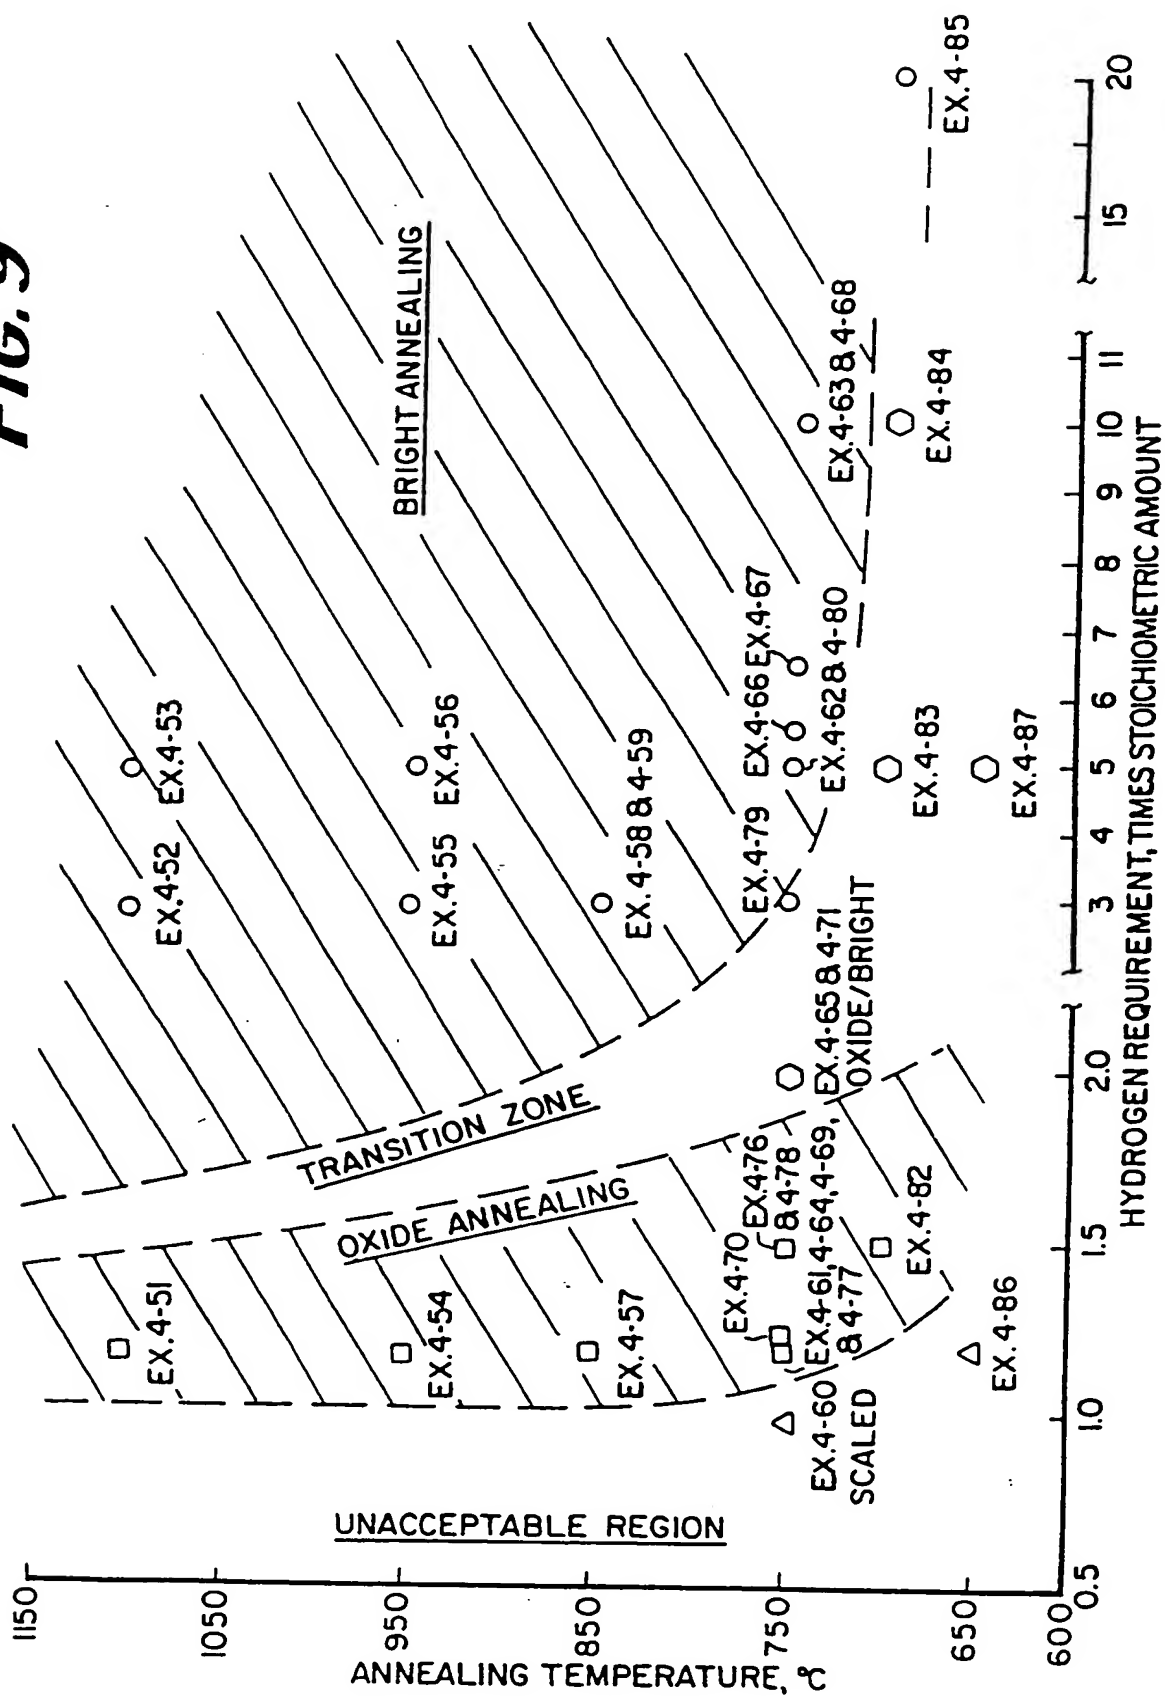 FIG. 9
BRIGHT ANNEALING
TRANSITION ZONE
OXIDE ANNEALING
UNACCEPTABLE REGION
EX.4-51
EX.4-52
EX.4-53
EX.4-54
EX.4-55
EX.4-56
EX.4-57
EX.4-58 & 4-59
EX.4-70
EX.4-76
& 4-78
EX.4-79
EX.4-66
EX.4-67
EX.4-62 & 4-80
EX.4-63 & 4-68
EX.4-60
SCALED
EX.4-61, 4-64, 4-69,
& 4-77
EX.4-65 & 4-71
OXIDE/BRIGHT
EX.4-82
EX.4-83
EX.4-84
EX.4-85
EX.4-86
EX.4-87
1150
1050
950
850
750
650
600
ANNEALING TEMPERATURE, °C
0.5
1.0
1.5
2.0
3
4
5
6
7
8
9
10
11
15
20
HYDROGEN REQUIREMENT, TIMES STOICHIOMETRIC AMOUNT